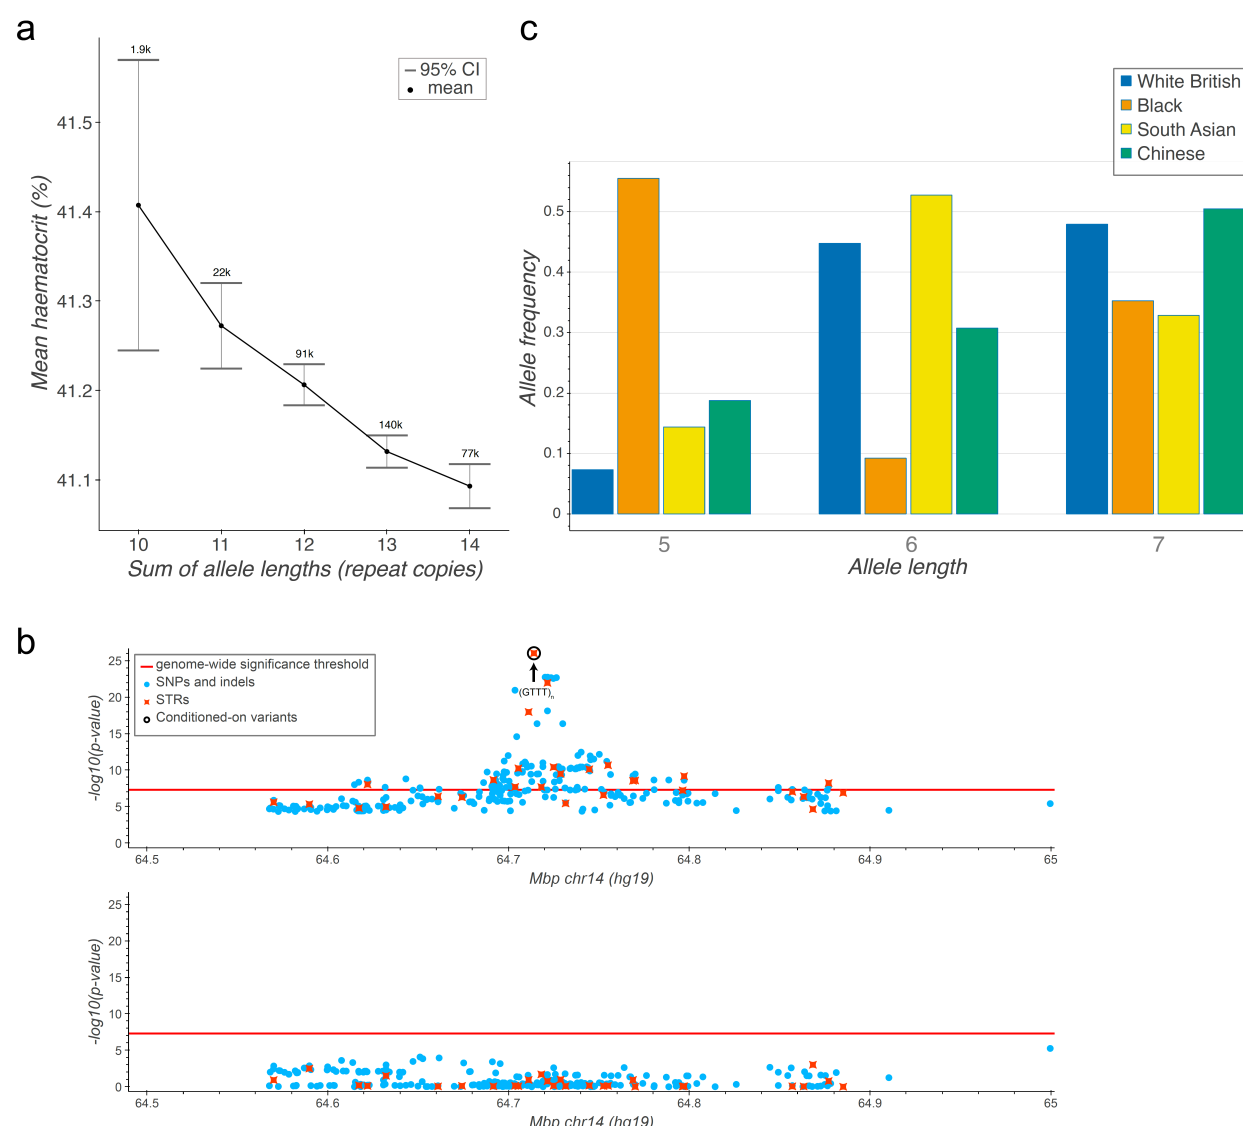 a
1.9k
95% CI
mean
41.5
41.4
41.3
41.2
41.1
22k
91k
140k
77k
Mean haematocrit (%)
10 11 12 13 14
Sum of allele lengths (repeat copies)
c
White British
Black
South Asian
Chinese
0.5
0.4
0.3
0.2
0.1
0
Allele frequency
5 6 7
Allele length
b
genome-wide significance threshold
SNPs and indels
STRs
Conditioned-on variants
(GTTT)n
25
20
15
10
5
0
-log10(p-value)
64.5 64.6 64.7 64.8 64.9 65
Mbp chr14 (hg19)
25
20
15
10
5
0
-log10(p-value)
64.5 64.6 64.7 64.8 64.9 65
Mbp chr14 (hg19)